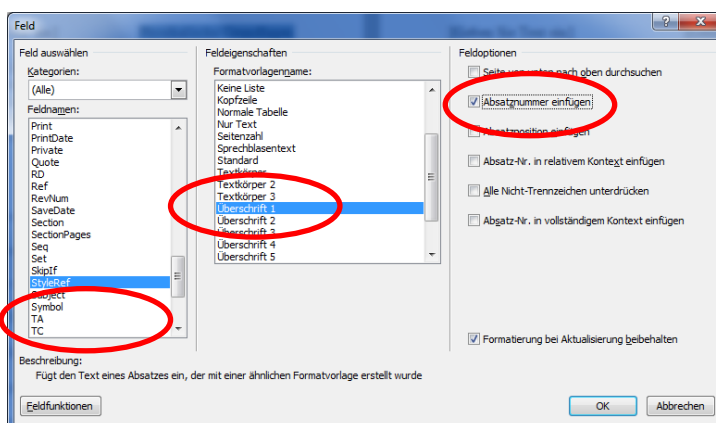 Feld
Feld auswählen
Kategorien:
(Alle)
Feldnamen:
Print
PrintDate
Private
Quote
RD
Ref
RevNum
SaveDate
Section
SectionPages
Seq
Set
SkipIf
StyleRef
Subject
Symbol
TA
TC
Feldeigenschaften
Formatvorlagenname:
Keine Liste
Kopfzeile
Normale Tabelle
Nur Text
Seitenzahl
Sprechblasentext
Standard
Textkörper
Textkörper 2
Textkörper 3
Überschrift 1
Überschrift 2
Überschrift 3
Überschrift 4
Überschrift 5
Feldoptionen
Seite von unten nach oben durchsuchen
Absatznummer einfügen
Absatzposition einfügen
Absatz-Nr. in relativem Kontext einfügen
Alle Nicht-Trennzeichen unterdrücken
Absatz-Nr. in vollständigem Kontext einfügen
Formatierung bei Aktualisierung beibehalten
Beschreibung:
Fügt den Text eines Absatzes ein, der mit einer ähnlichen Formatvorlage erstellt wurde
Feldfunktionen
OK
Abbrechen